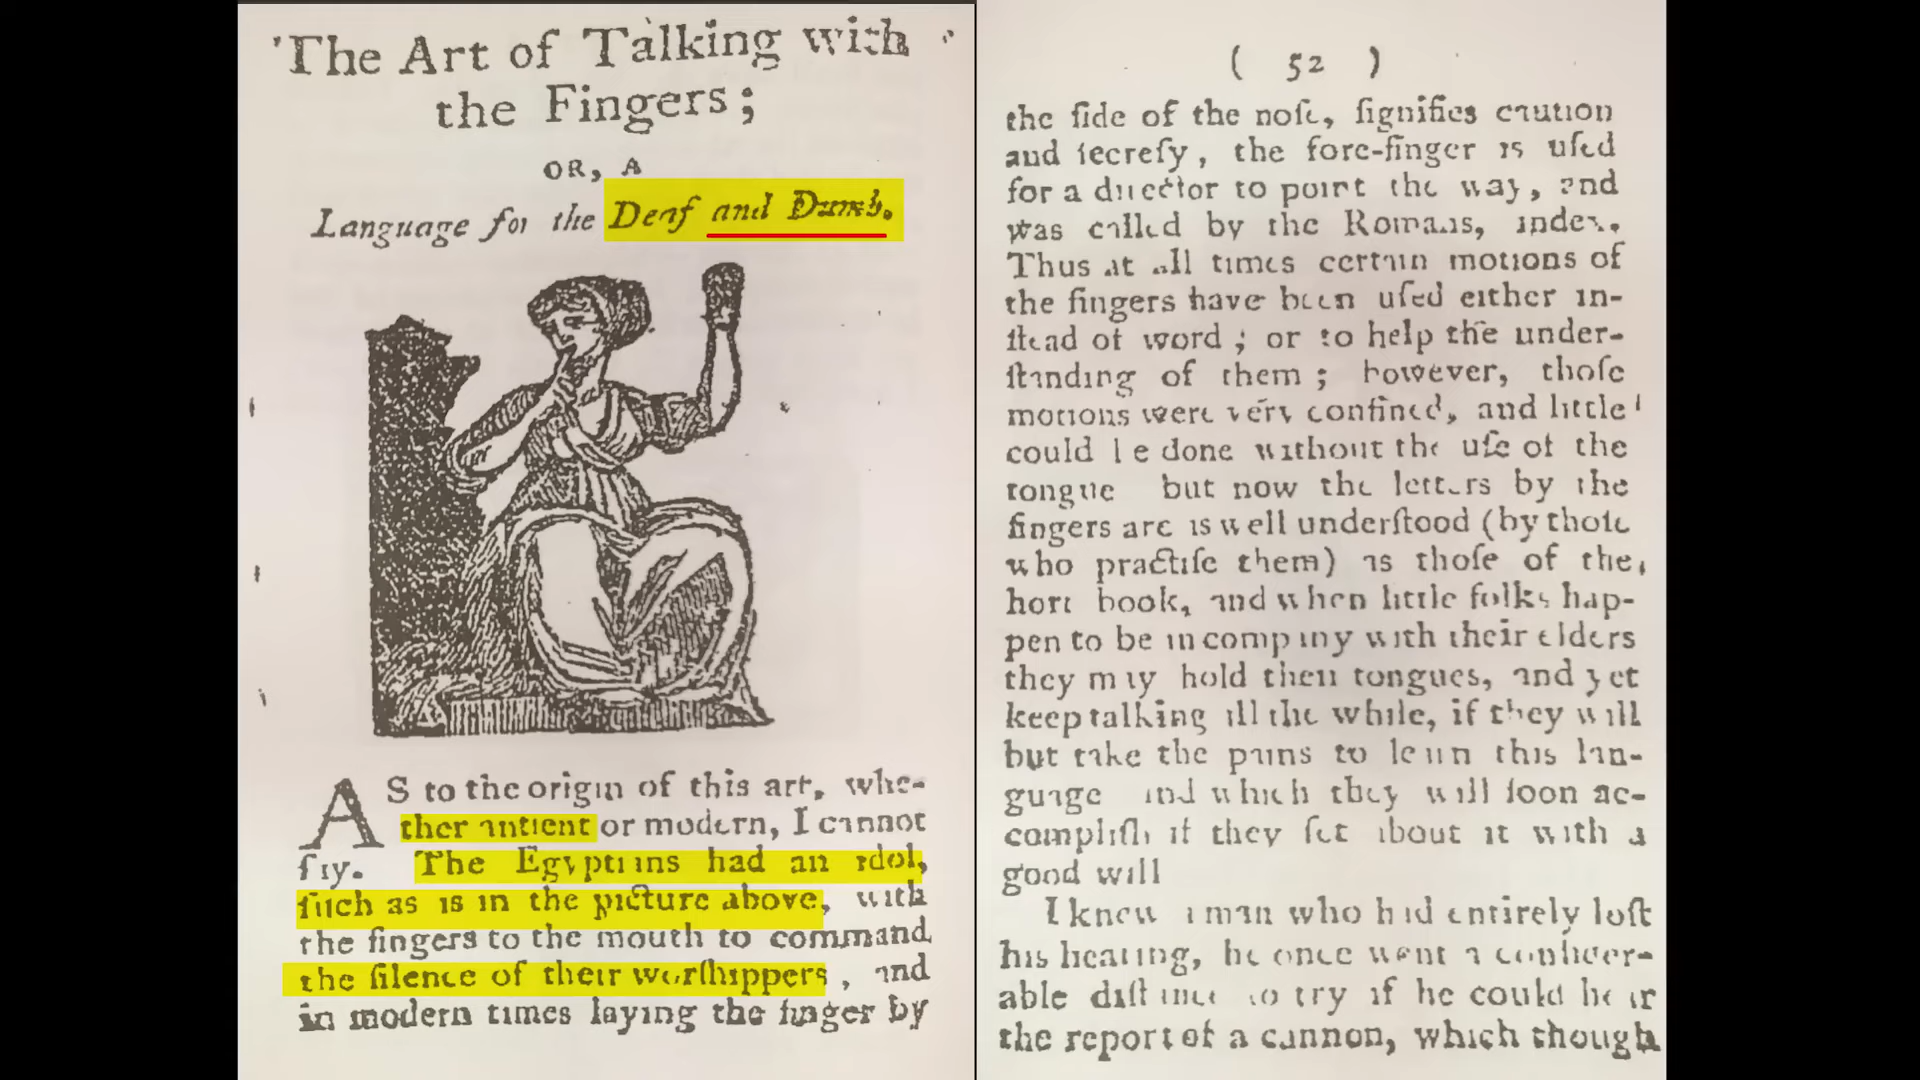 The Art of Talking with
the Fingers;
OR, A
Language for the Deaf and Dumb.
AS to the origin of this art, whe-
ther antient or modern, I cannot
ſay. The Egyptians had an idol,
ſuch as is in the picture above, with
the fingers to the mouth to command
the ſilence of their worſhippers, and
in modern times laying the finger by
( 52 )
the ſide of the noſe, ſignifies caution
and ſecreſy, the fore-finger is uſed
for a director to point the way, and
was called by the Romans, index.
Thus at all times certain motions of
the fingers have been uſed either in-
ſtead of word; or to help the under-
ſtanding of them; however, thoſe
motions were very confined, and little
could be done without the uſe of the
tongue but now the letters by the
fingers are as well underſtood (by thoſe
who practiſe them) as thoſe of the
horn book, and when little folks hap-
pen to be in company with their elders
they may hold their tongues, and yet
keep talking all the while, if they will
but take the pains to learn this lan-
guage and which they will ſoon ac-
compliſh if they ſet about it with a
good will
I knew a man who had entirely loſt
his hearing, he once went a conſider-
able diſtance to try if he could hear
the report of a cannon, which though